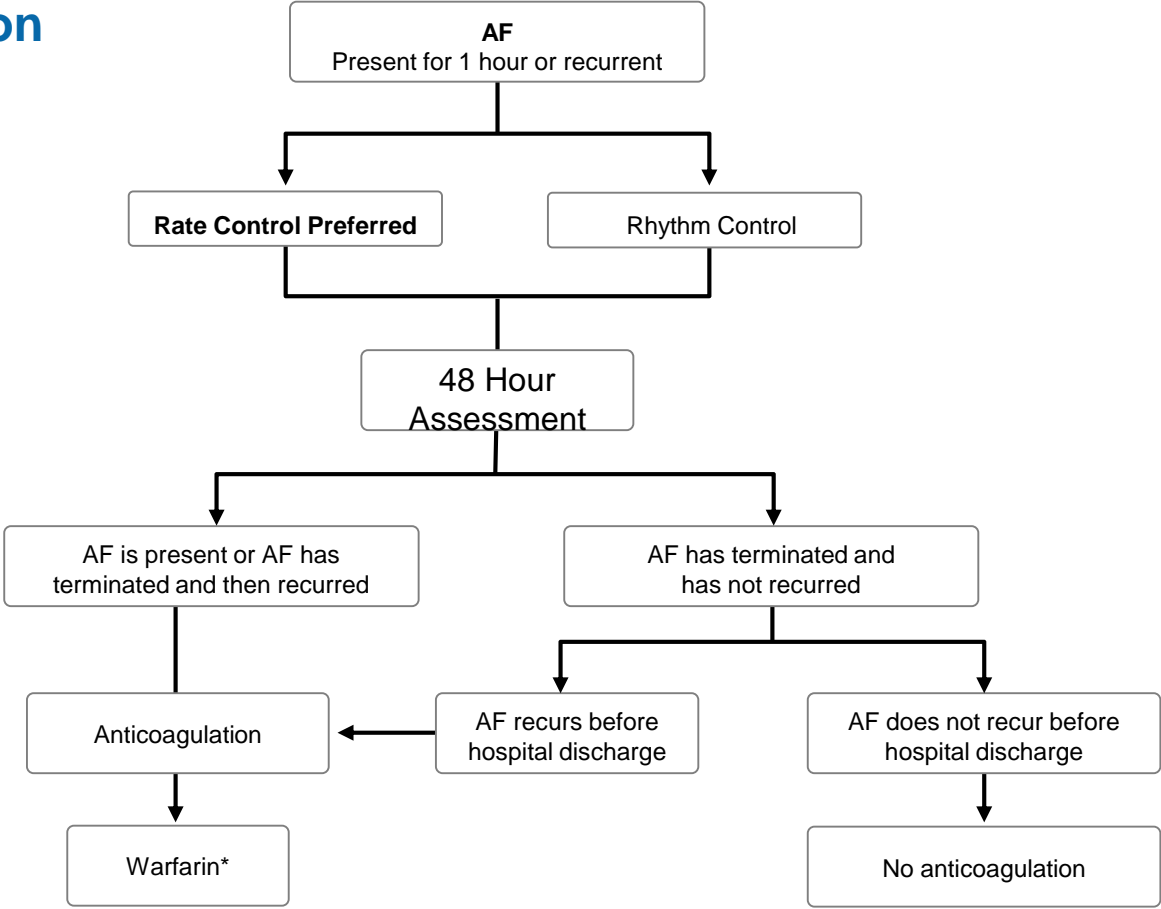 on
AF
Present for 1 hour or recurrent
Rate Control Preferred
Rhythm Control
48 Hour
Assessment
AF is present or AF has
terminated and then recurred
AF has terminated and
has not recurred
Anticoagulation
AF recurs before
hospital discharge
AF does not recur before
hospital discharge
Warfarin*
No anticoagulation